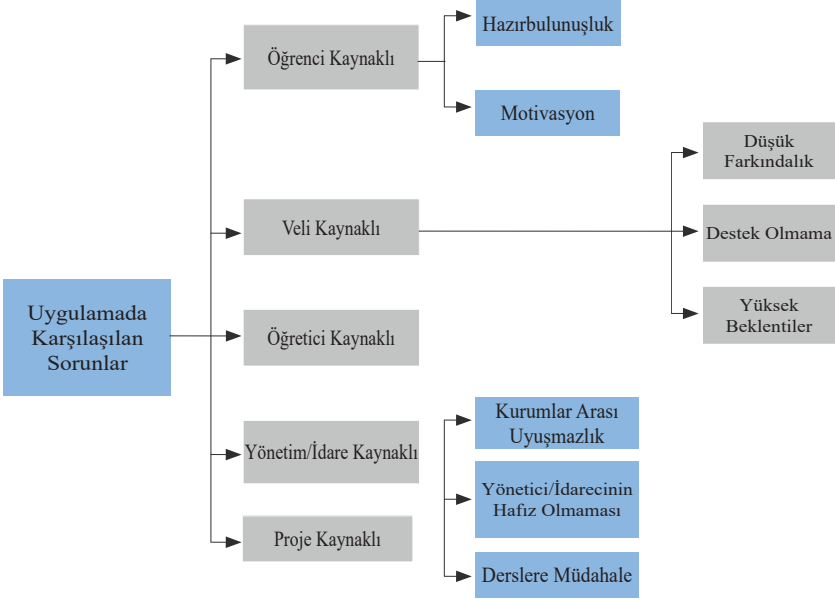 Uygulamada
Karşılaşılan
Sorunlar
Öğrenci Kaynaklı
Hazırbulunuşluk
Motivasyon
Veli Kaynaklı
Düşük
Farkındalık
Destek Olmama
Yüksek
Beklentiler
Öğretici Kaynaklı
Yönetim/İdare Kaynaklı
Kurumlar Arası
Uyuşmazlık
Yönetici/İdarecinin
Hafız Olmaması
Derslere Müdahale
Proje Kaynaklı